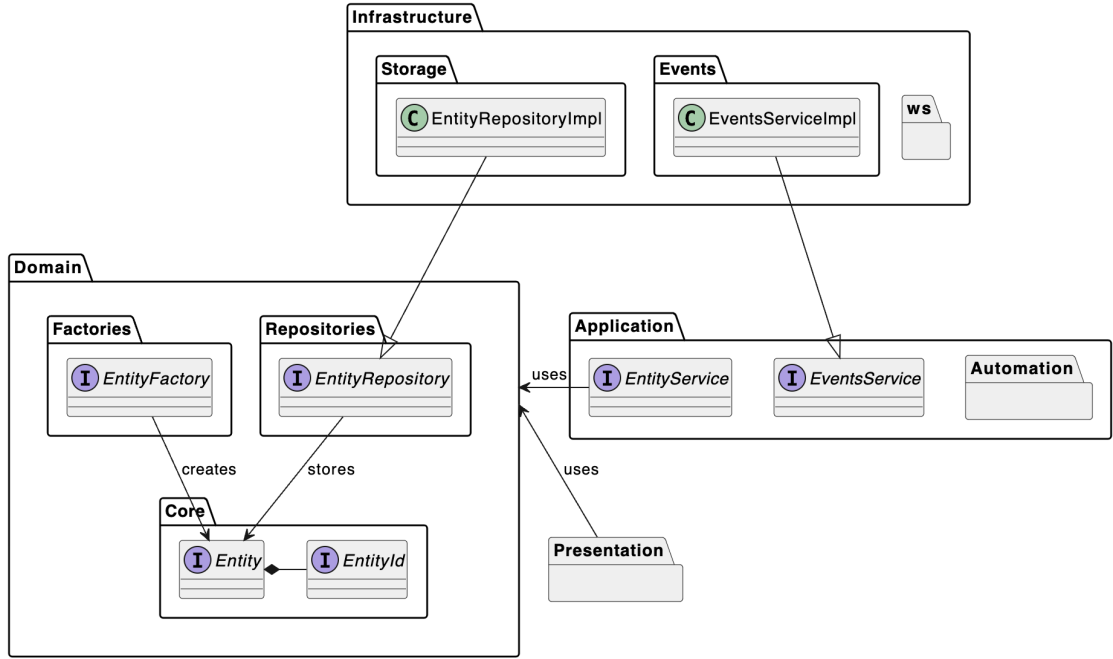 Infrastructure
Storage
Events
C EntityRepositoryImpl
C EventsServiceImpl
ws
Domain
Factories
Repositories
Application
I EntityFactory
I EntityRepository
uses
I EntityService
I EventsService
Automation
creates
stores
uses
Core
I Entity
I EntityId
Presentation